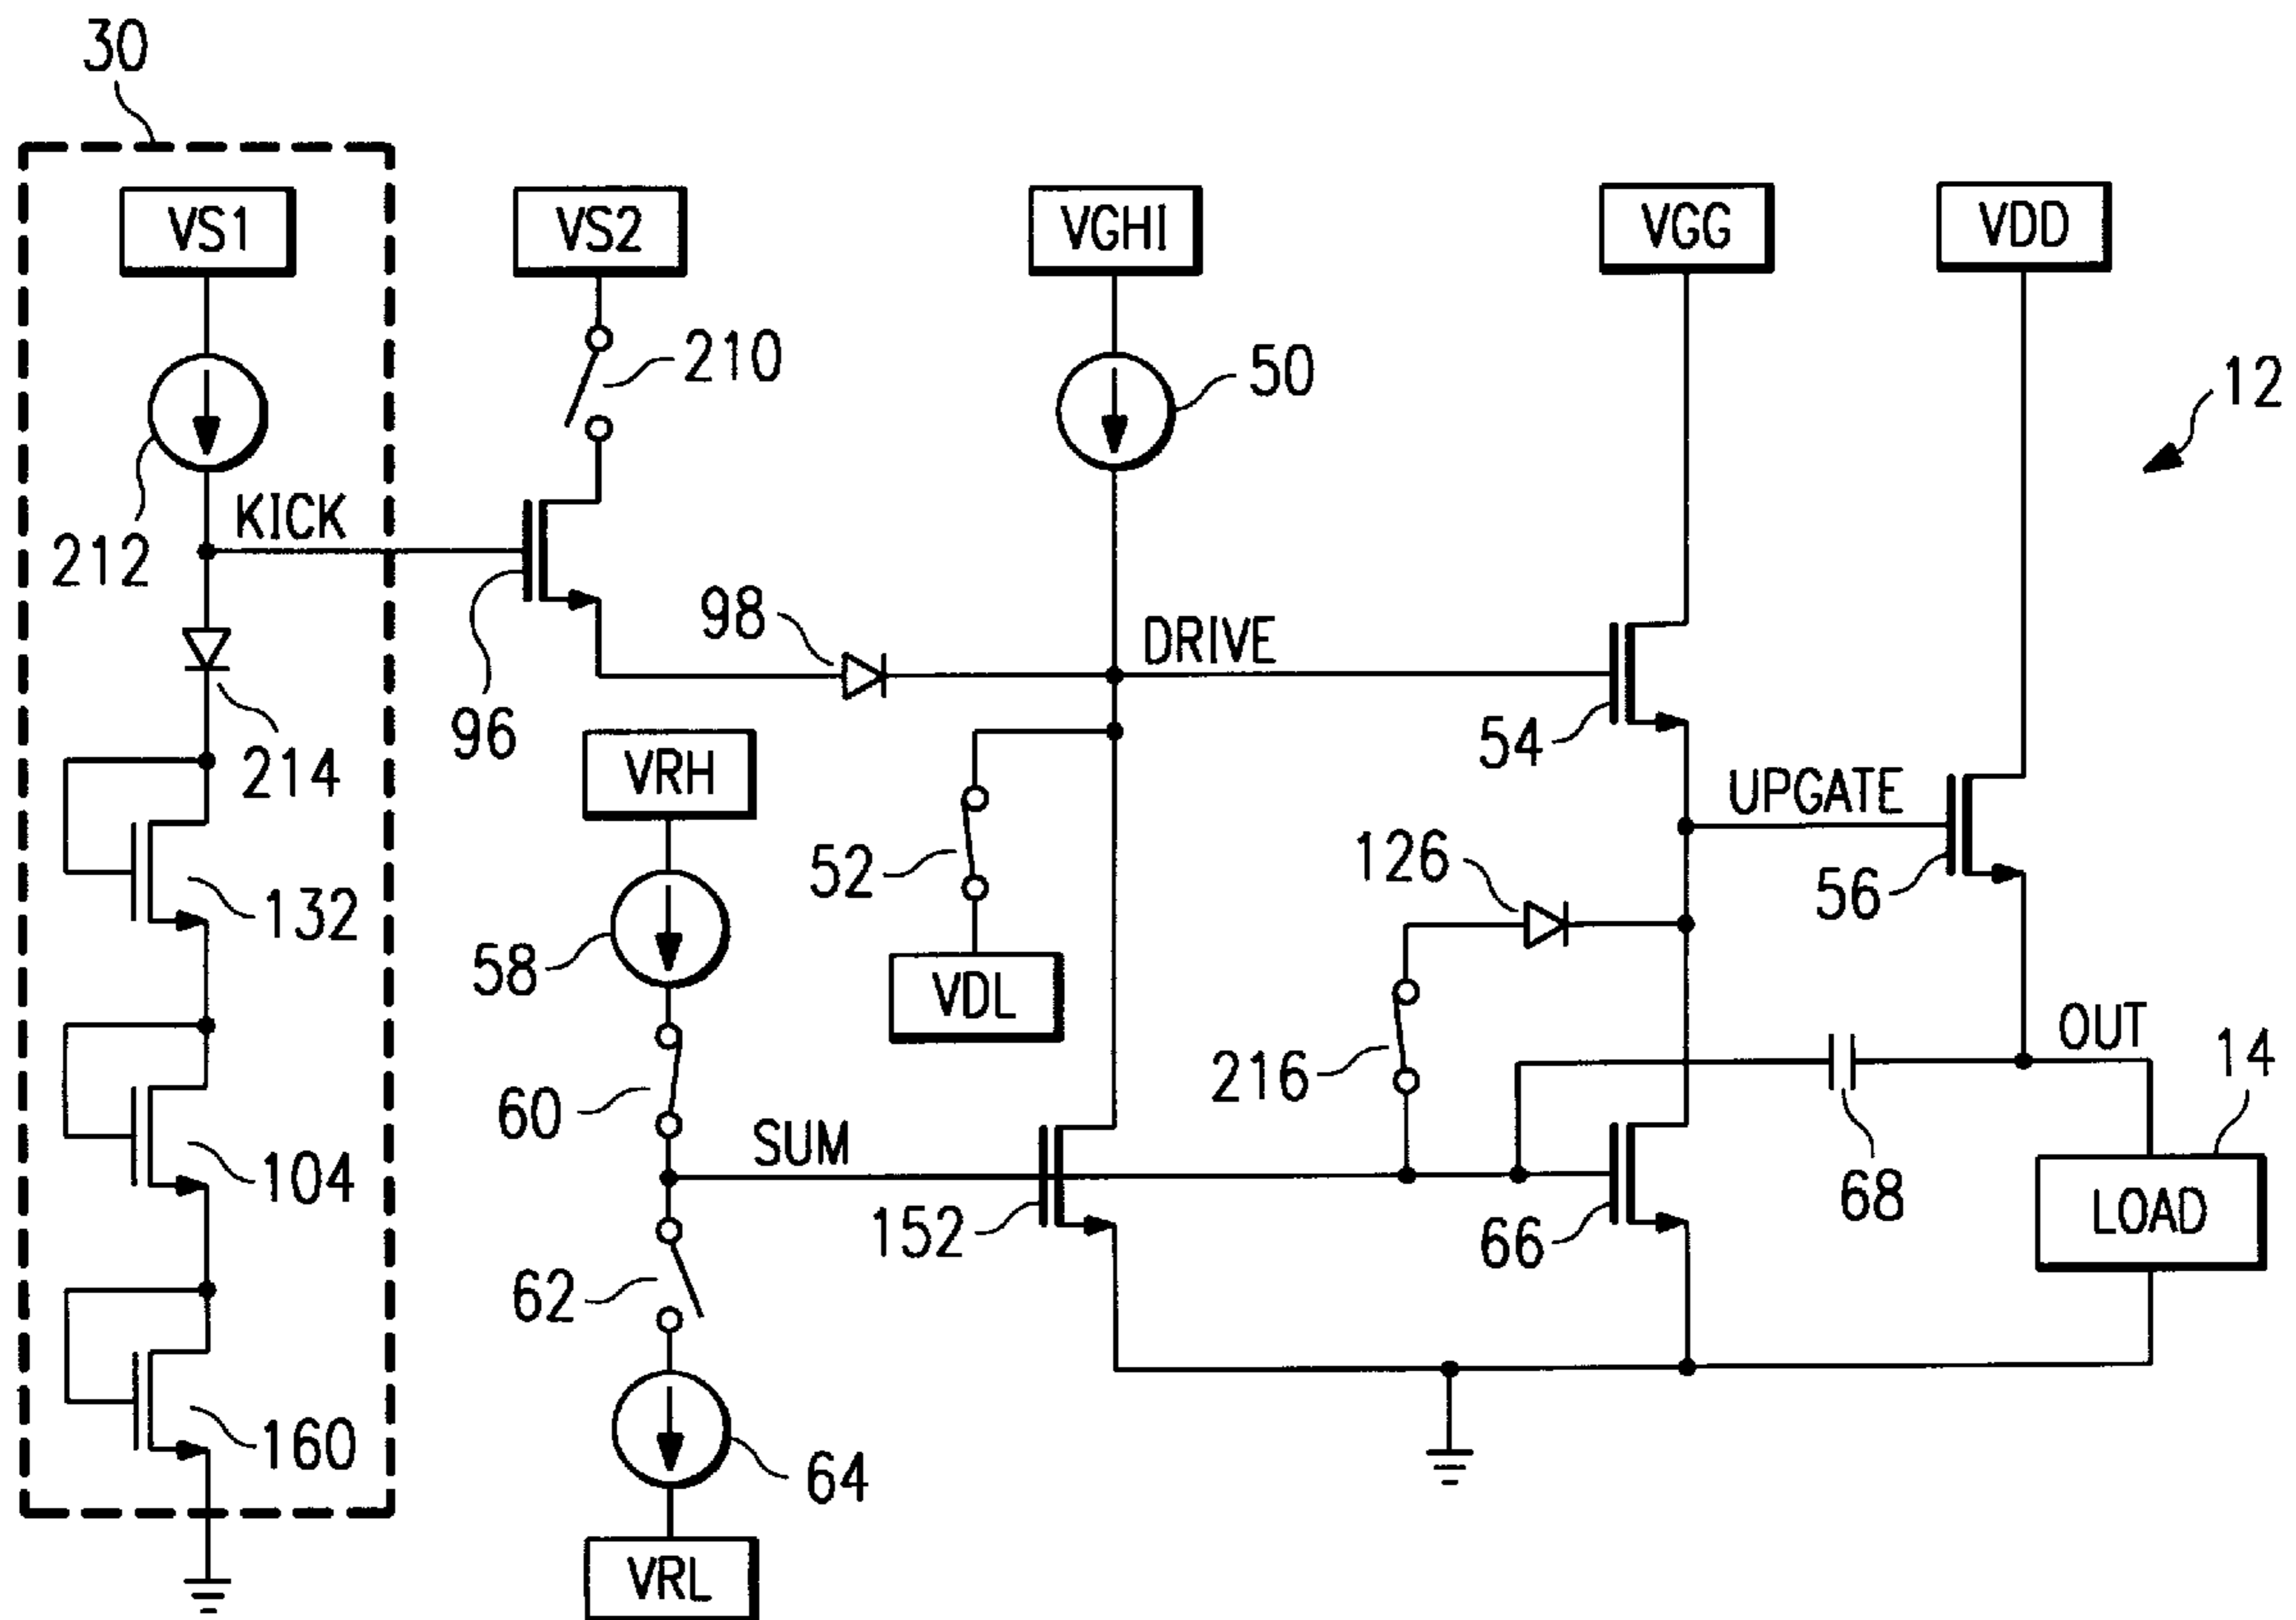 30
VS1
VS2
VGHI
VGG
VDD
210
50
12
KICK
212
98
DRIVE
96
54
214
VRH
UPGATE
52
126
56
132
58
VDL
OUT
14
216
60
SUM
104
68
LOAD
152
66
62
160
64
VRL